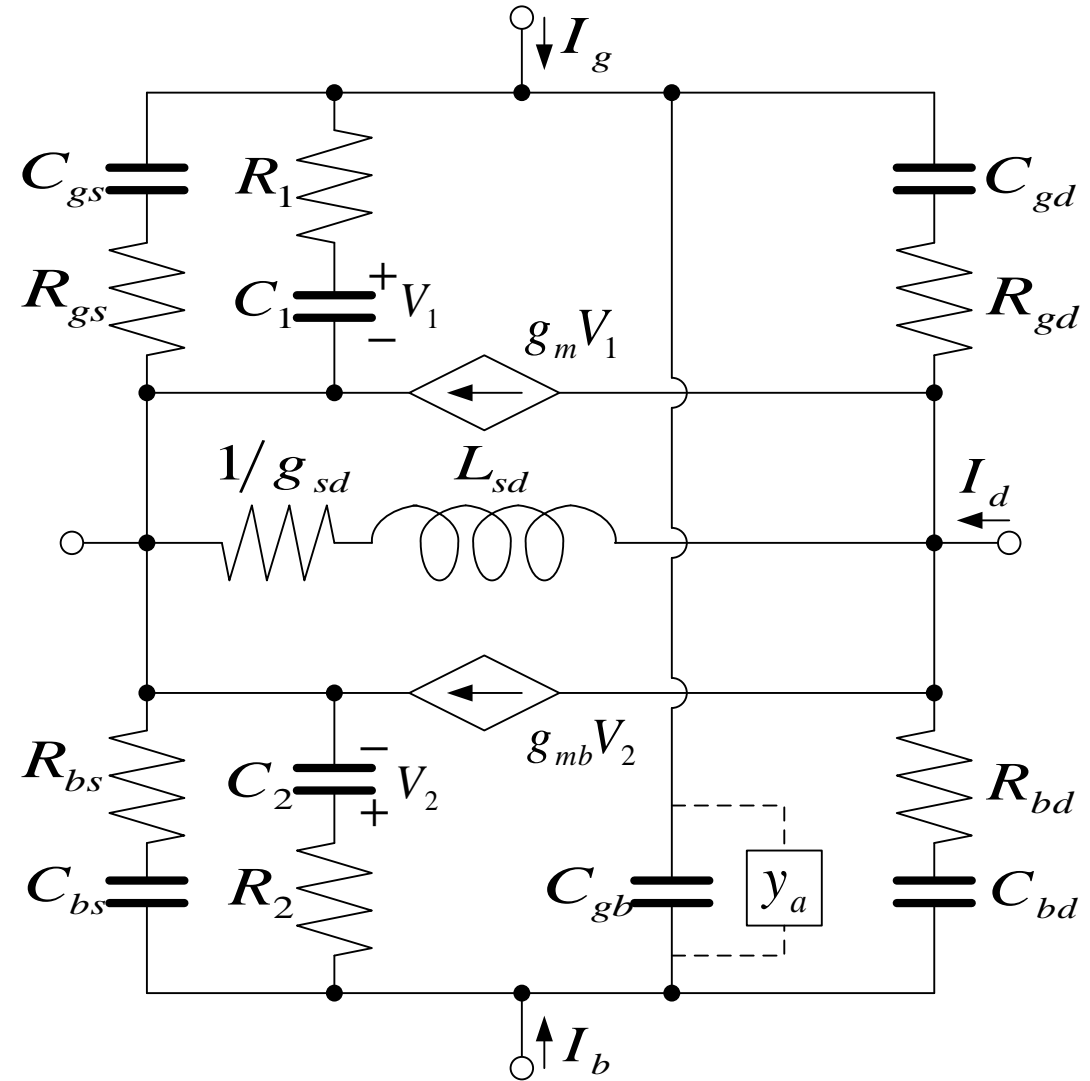 I_g
C_gs
R_1
C_gd
R_gs
C_1
+
V_1
−
g_m V_1
R_gd
1/g_sd
L_sd
I_d
R_bs
C_2
−
V_2
+
g_mb V_2
R_bd
C_bs
R_2
C_gb
y_a
C_bd
I_b